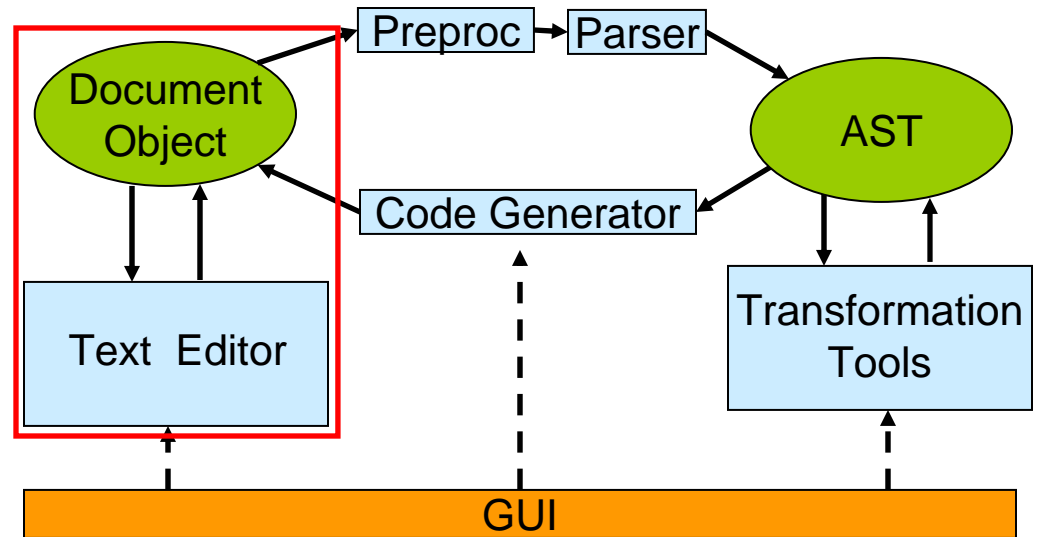 Preproc
Parser
Document
Object
AST
Code Generator
Text Editor
Transformation
Tools
GUI